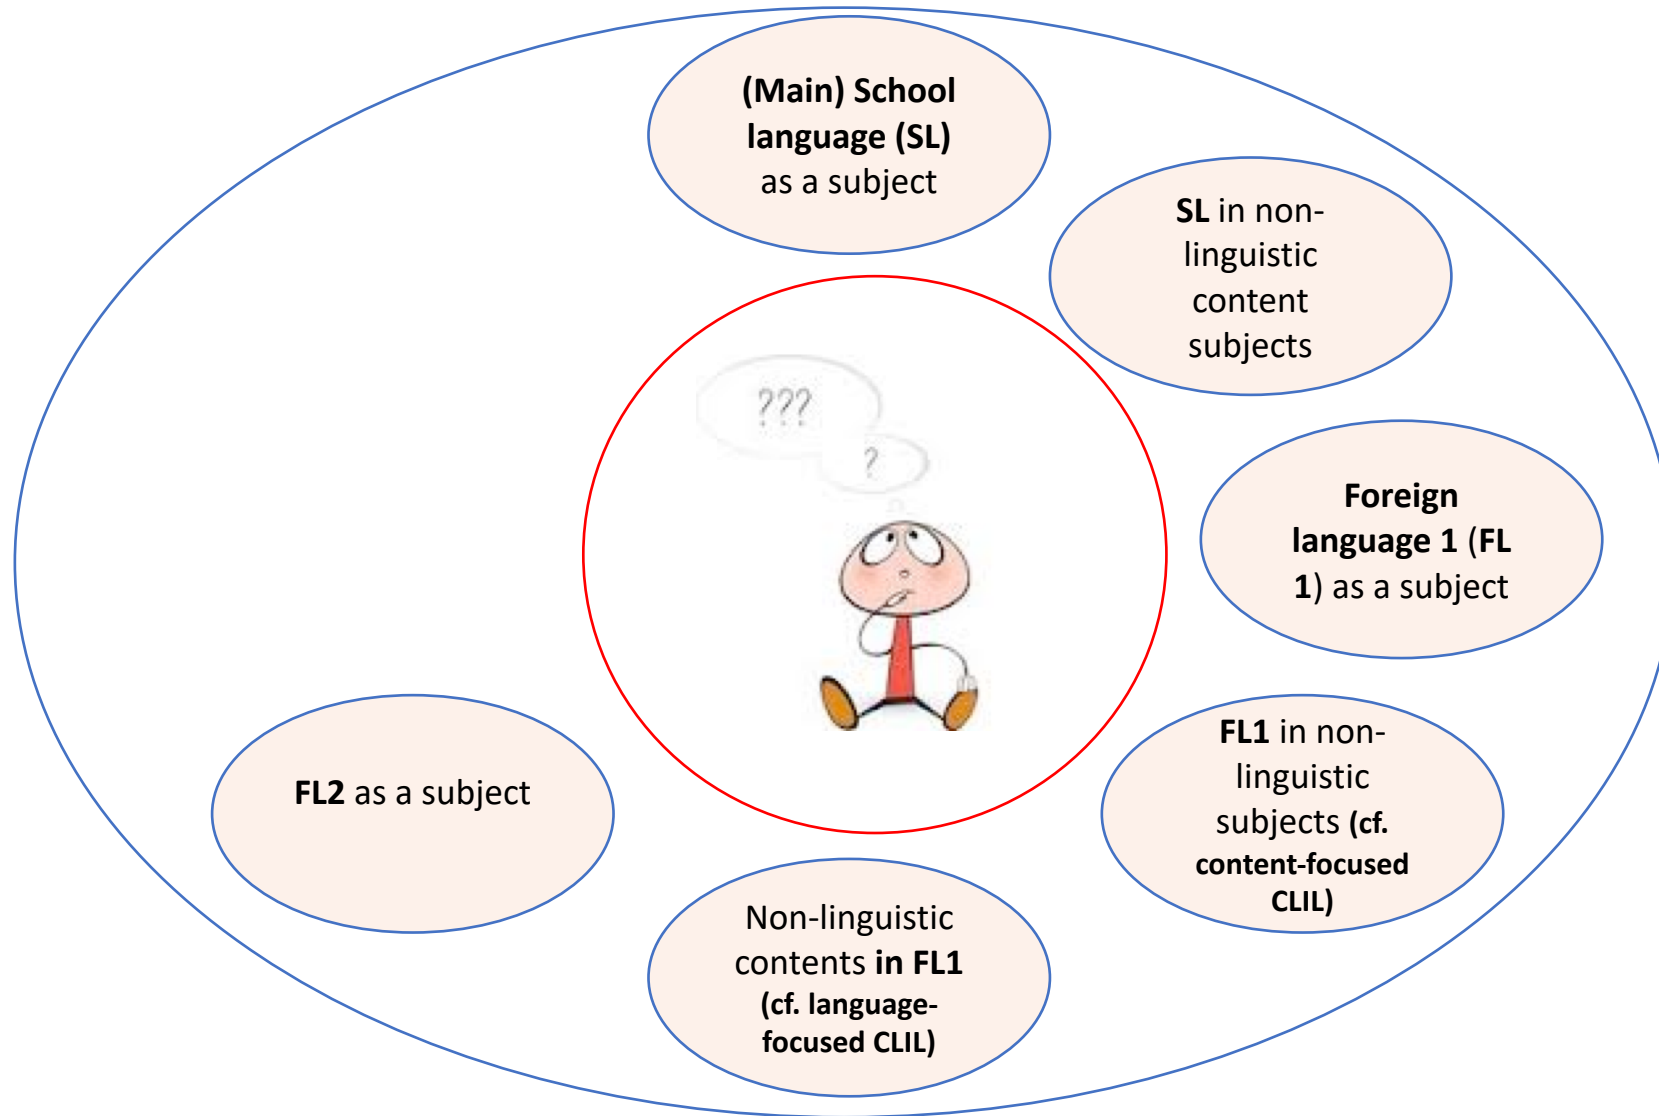 (Main) School
language (SL)
as a subject
SL in non-
linguistic
content
subjects
Foreign
language 1 (FL
1) as a subject
FL1 in non-
linguistic
subjects (cf.
content-focused
CLIL)
Non-linguistic
contents in FL1
(cf. language-
focused CLIL)
FL2 as a subject
???
?